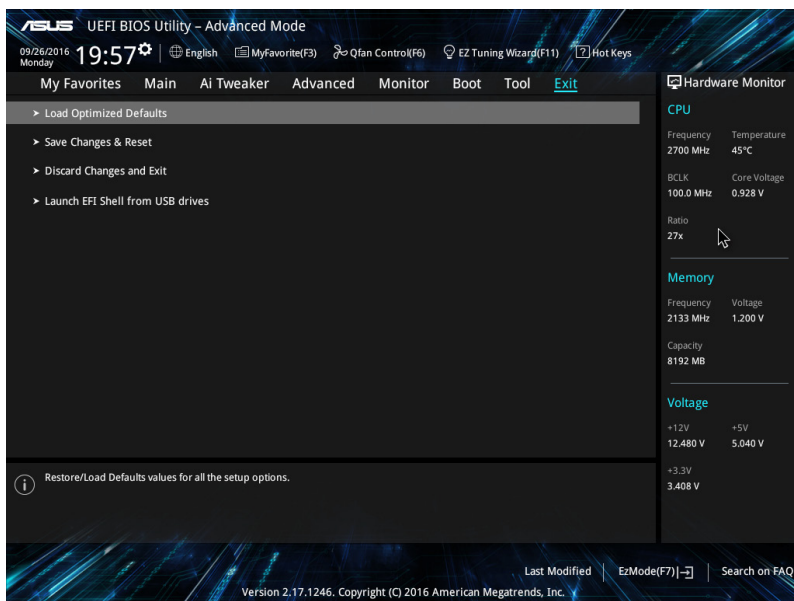 ASUS UEFI BIOS Utility – Advanced Mode
09/26/2016 Monday 19:57 English MyFavorite(F3) Qfan Control(F6) EZ Tuning Wizard(F11) ? Hot Keys
My Favorites Main Ai Tweaker Advanced Monitor Boot Tool Exit
Load Optimized Defaults
Save Changes & Reset
Discard Changes and Exit
Launch EFI Shell from USB drives
Hardware Monitor
CPU
Frequency Temperature
2700 MHz 45°C
BCLK Core Voltage
100.0 MHz 0.928 V
Ratio
27x
Memory
Frequency Voltage
2133 MHz 1.200 V
Capacity
8192 MB
Voltage
+12V +5V
12.480 V 5.040 V
+3.3V
3.408 V
i Restore/Load Defaults values for all the setup options.
Last Modified EzMode(F7) Search on FAQ
Version 2.17.1246. Copyright (C) 2016 American Megatrends, Inc.